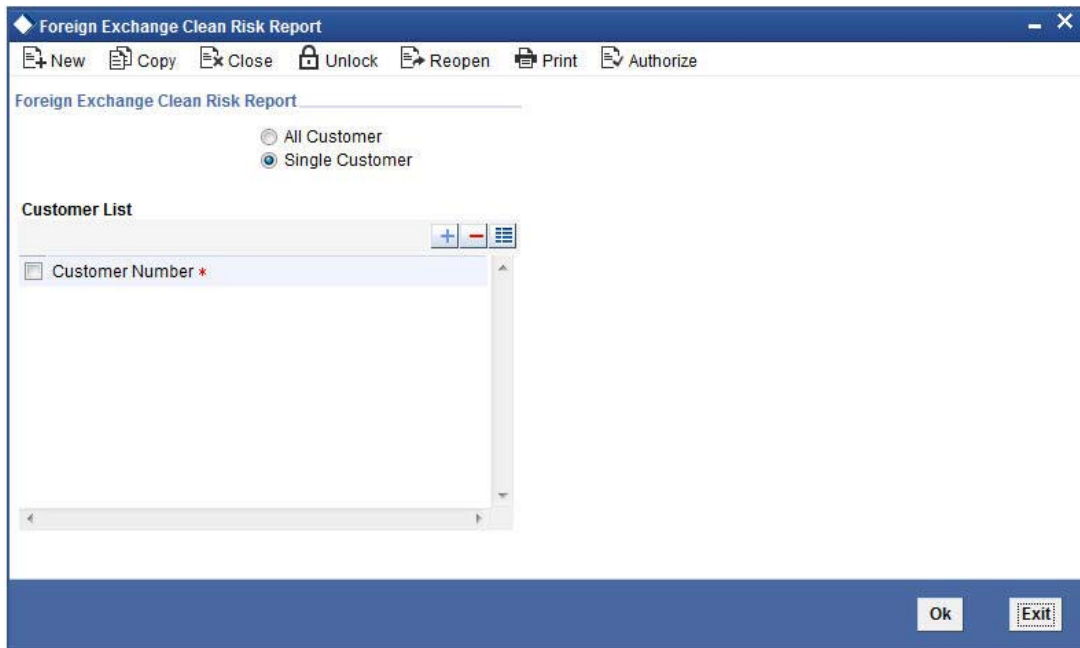 Foreign Exchange Clean Risk Report
New Copy Close Unlock Reopen Print Authorize
Foreign Exchange Clean Risk Report
All Customer
Single Customer
Customer List
Customer Number *
Ok Exit